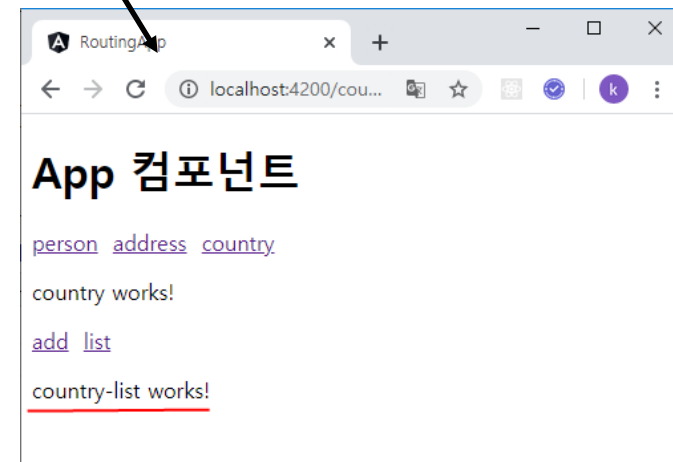 RoutingApp
localhost:4200/cou...
k
App 컴포넌트
person address country
country works!
add list
country-list works!